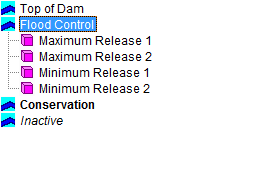 Top of Dam
Flood Control
Maximum Release 1
Maximum Release 2
Minimum Release 1
Minimum Release 2
Conservation
Inactive